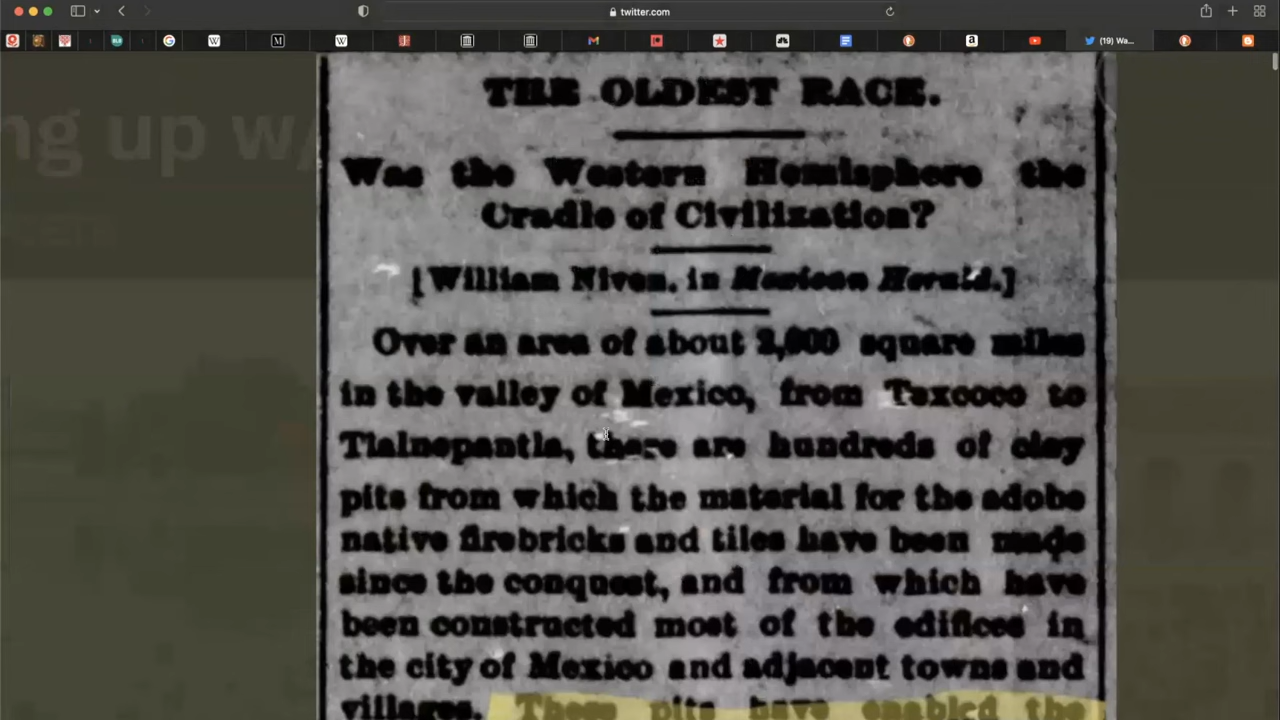 twitter.com
(19) Wa...
ng up w/
THE OLDEST RACE.
Was the Western Hemisphere the
Cradle of Civilization?
[William Niven, in Mexican Herald.]
Over an area of about 2,000 square miles
in the valley of Mexico, from Texcoco to
Tlalnepantla, there are hundreds of clay
pits from which the material for the adobe
native firebricks and tiles have been made
since the conquest, and from which have
been constructed most of the edifices in
the city of Mexico and adjacent towns and
villages. These pits have enabled the